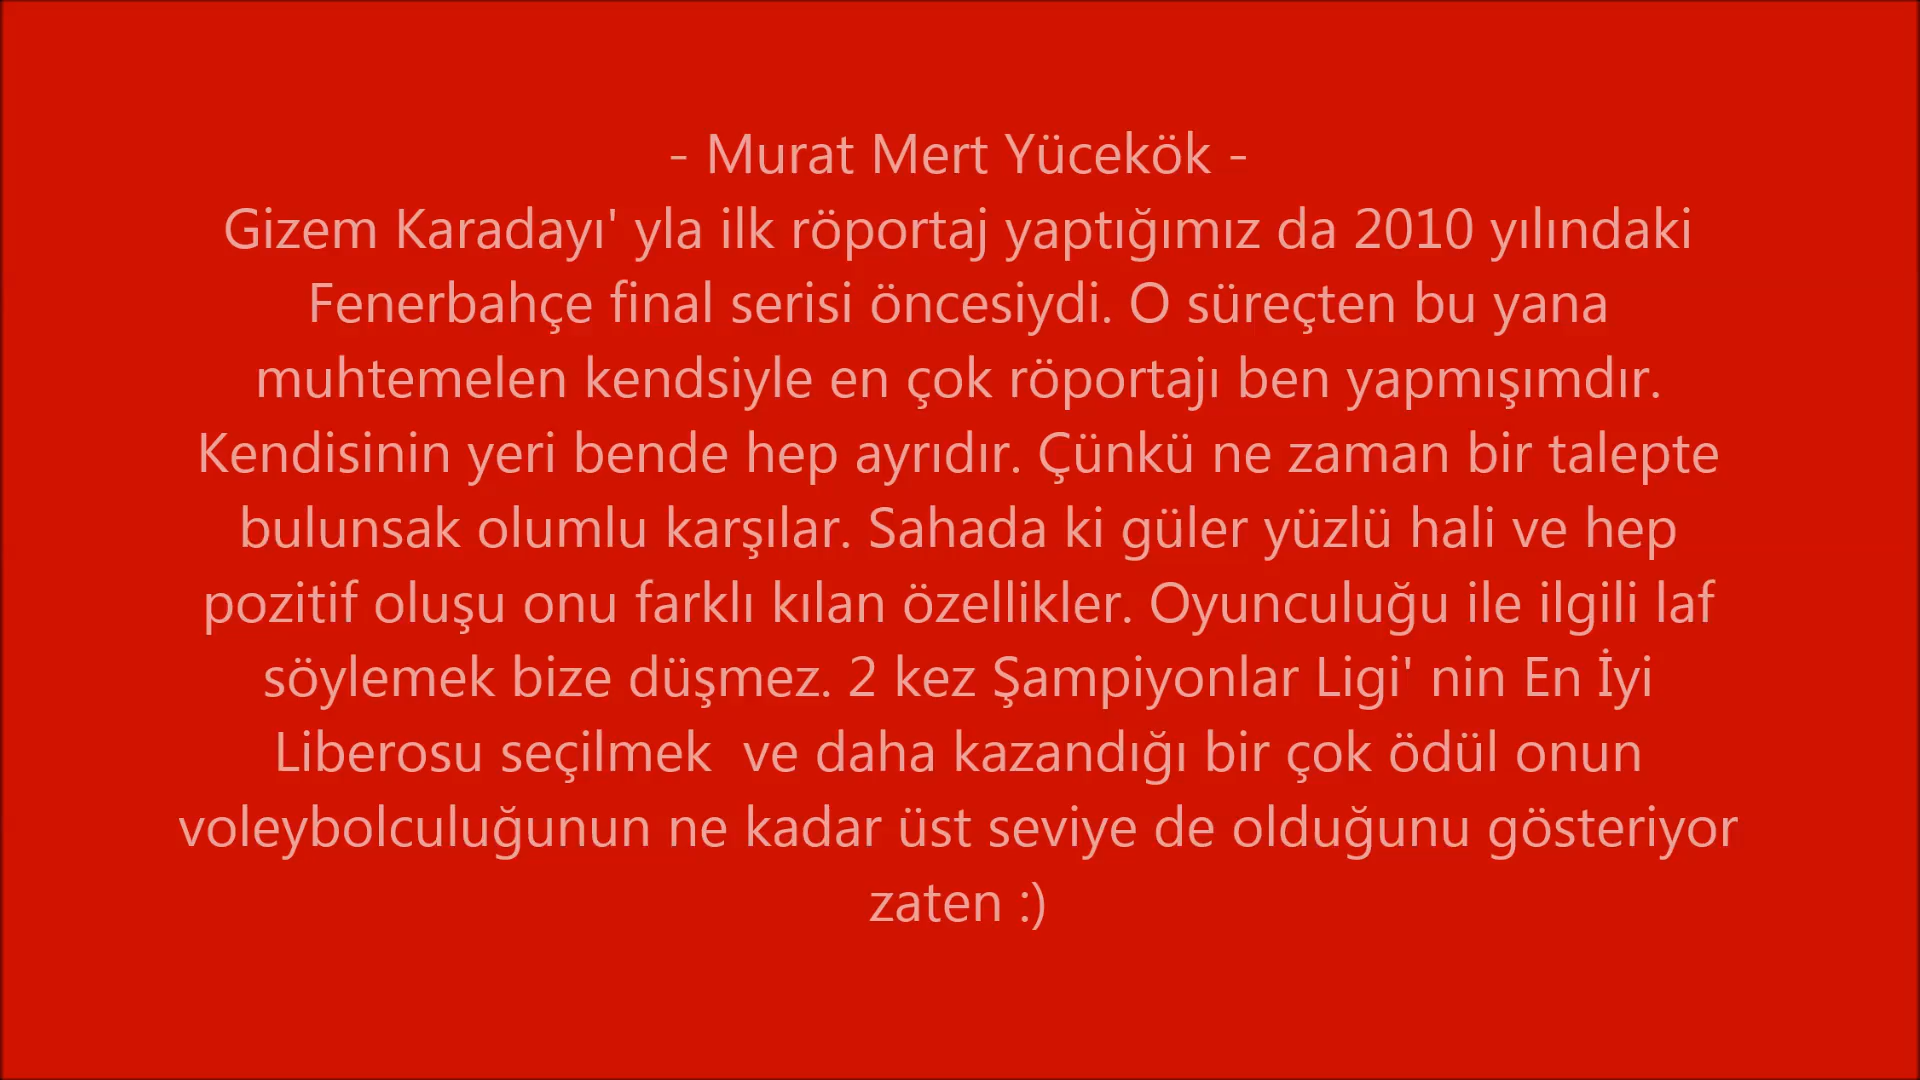 - Murat Mert Yücekök -
Gizem Karadayı' yla ilk röportaj yaptığımız da 2010 yılındaki
Fenerbahçe final serisi öncesiydi. O süreçten bu yana
muhtemelen kendsiyle en çok röportajı ben yapmışımdır.
Kendisinin yeri bende hep ayrıdır. Çünkü ne zaman bir talepte
bulunsak olumlu karşılar. Sahada ki güler yüzlü hali ve hep
pozitif oluşu onu farklı kılan özellikler. Oyunculuğu ile ilgili laf
söylemek bize düşmez. 2 kez Şampiyonlar Ligi' nin En İyi
Liberosu seçilmek  ve daha kazandığı bir çok ödül onun
voleybolculuğunun ne kadar üst seviye de olduğunu gösteriyor
zaten :)